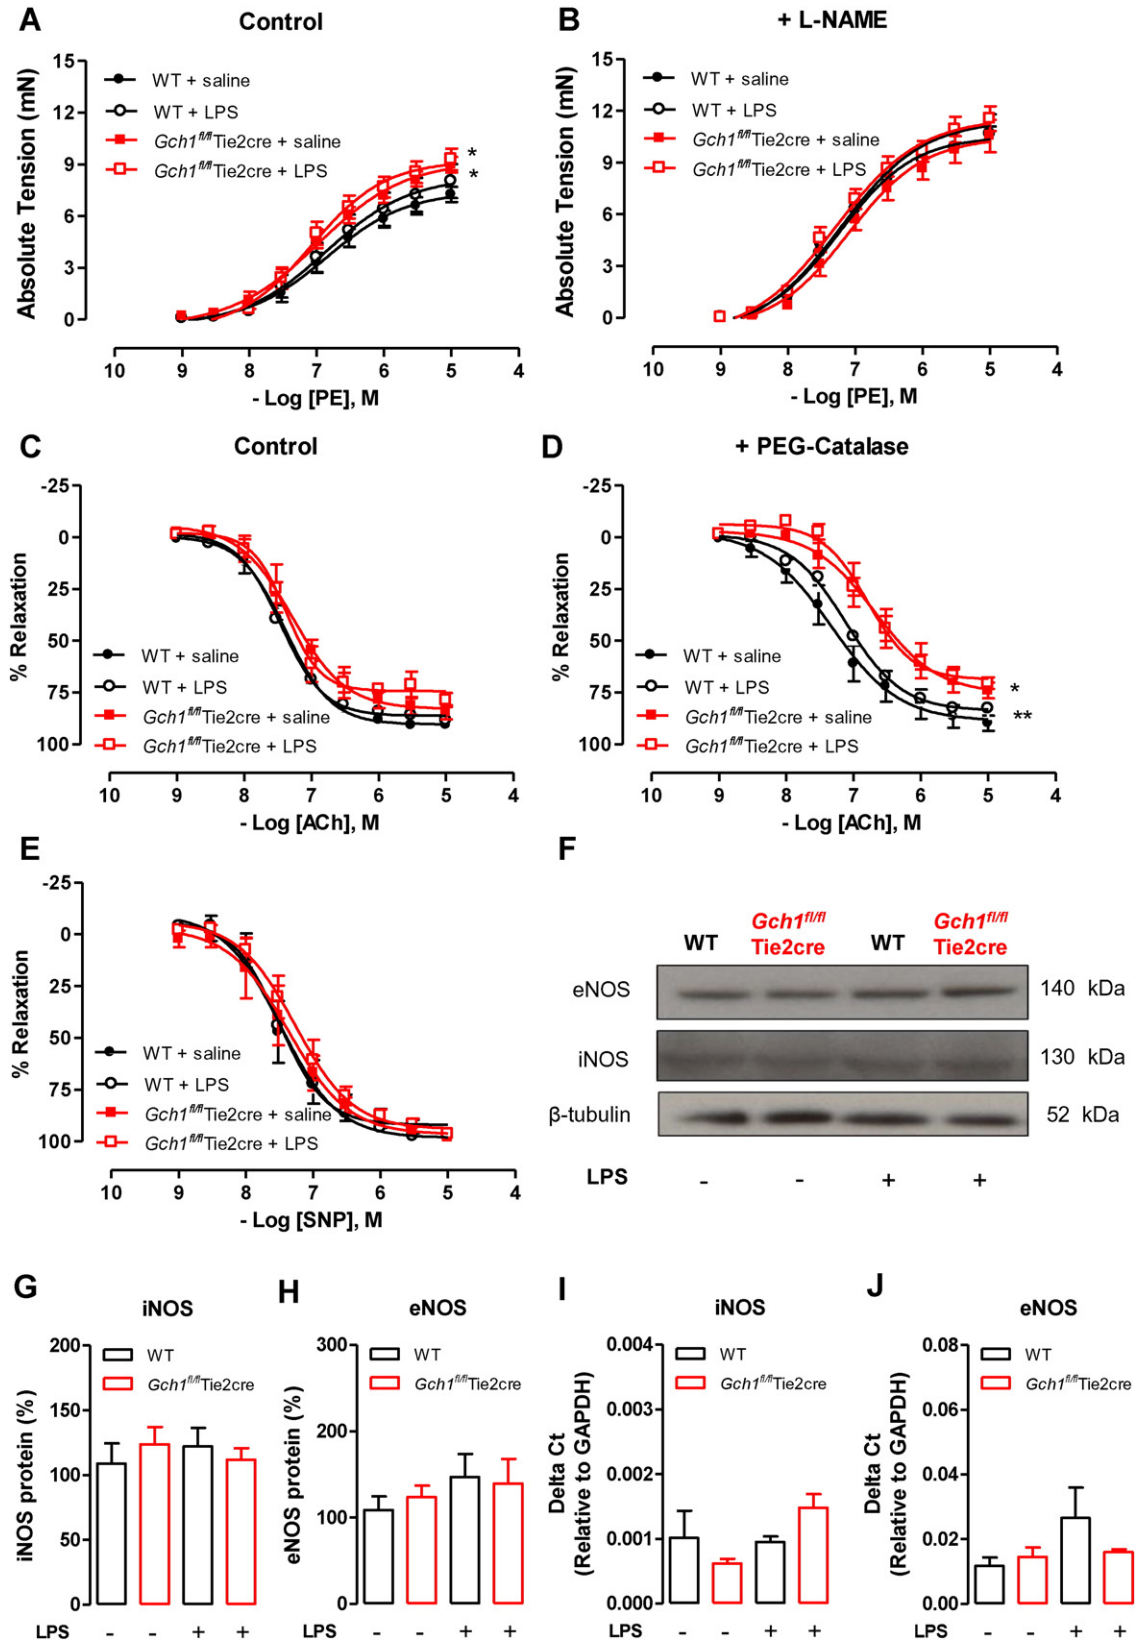 A
Control
Absolute Tension (mN)
15
12
9
6
3
0
WT + saline
WT + LPS
Gch1fl/flTie2cre + saline
Gch1fl/flTie2cre + LPS
*
*
10 9 8 7 6 5 4
- Log [PE], M
B
+ L-NAME
Absolute Tension (mN)
15
12
9
6
3
0
WT + saline
WT + LPS
Gch1fl/flTie2cre + saline
Gch1fl/flTie2cre + LPS
10 9 8 7 6 5 4
- Log [PE], M
C
Control
% Relaxation
-25
0
25
50
75
100
WT + saline
WT + LPS
Gch1fl/flTie2cre + saline
Gch1fl/flTie2cre + LPS
10 9 8 7 6 5 4
- Log [ACh], M
D
+ PEG-Catalase
% Relaxation
-25
0
25
50
75
100
WT + saline
WT + LPS
Gch1fl/flTie2cre + saline
Gch1fl/flTie2cre + LPS
*
**
10 9 8 7 6 5 4
- Log [ACh], M
E
% Relaxation
-25
0
25
50
75
100
WT + saline
WT + LPS
Gch1fl/flTie2cre + saline
Gch1fl/flTie2cre + LPS
10 9 8 7 6 5 4
- Log [SNP], M
F
WT Gch1fl/fl Tie2cre WT Gch1fl/fl Tie2cre
eNOS 140 kDa
iNOS 130 kDa
β-tubulin 52 kDa
LPS - - + +
G
iNOS
iNOS protein (%)
200
150
100
50
0
WT
Gch1fl/flTie2cre
LPS - - + +
H
eNOS
eNOS protein (%)
300
200
100
0
WT
Gch1fl/flTie2cre
LPS - - + +
I
iNOS
Delta Ct
(Relative to GAPDH)
0.004
0.003
0.002
0.001
0.000
WT
Gch1fl/flTie2cre
LPS - - + +
J
eNOS
Delta Ct
(Relative to GAPDH)
0.08
0.06
0.04
0.02
0.00
WT
Gch1fl/flTie2cre
LPS - - + +